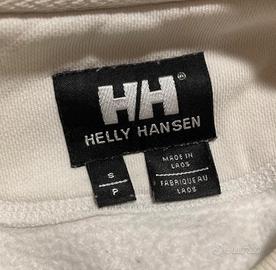 HH®
HELLY HANSEN
S
P
MADE IN
LAOS
FABRIQUÉ AU
LAOS